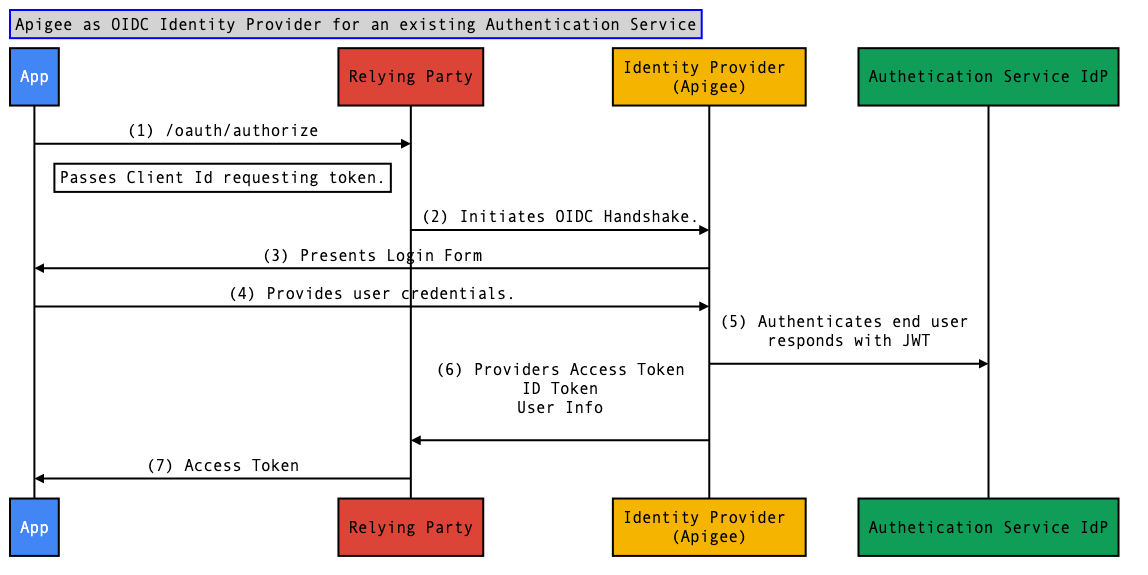 Apigee as OIDC Identity Provider for an existing Authentication Service
App
Relying Party
Identity Provider
(Apigee)
Authetication Service IdP
(1) /oauth/authorize
Passes Client Id requesting token.
(2) Initiates OIDC Handshake.
(3) Presents Login Form
(4) Provides user credentials.
(5) Authenticates end user
responds with JWT
(6) Providers Access Token
ID Token
User Info
(7) Access Token
App
Relying Party
Identity Provider
(Apigee)
Authetication Service IdP